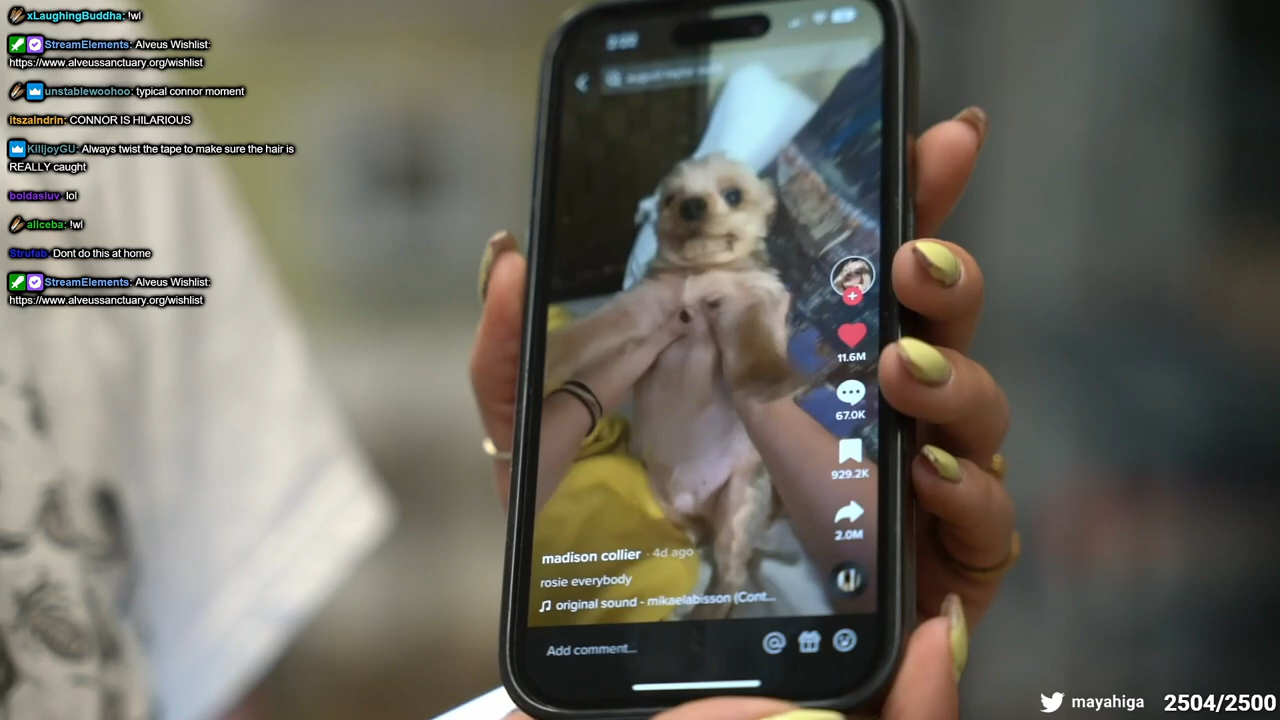 xLaughingBuddha: !wl
StreamElements: Alveus Wishlist:
https://www.alveussanctuary.org/wishlist
unstablewoohoo: typical connor moment
itszaIndrin: CONNOR IS HILARIOUS
KilljoyGU: Always twist the tape to make sure the hair is
REALLY caught
boldasluv: lol
aliceba: !wl
Strufab: Dont do this at home
StreamElements: Alveus Wishlist:
https://www.alveussanctuary.org/wishlist
11.6M
67.0K
929.2K
2.0M
madison collier · 4d ago
rosie everybody
original sound - mikaelabisson (Cont...
Add comment...
mayahiga 2504/2500